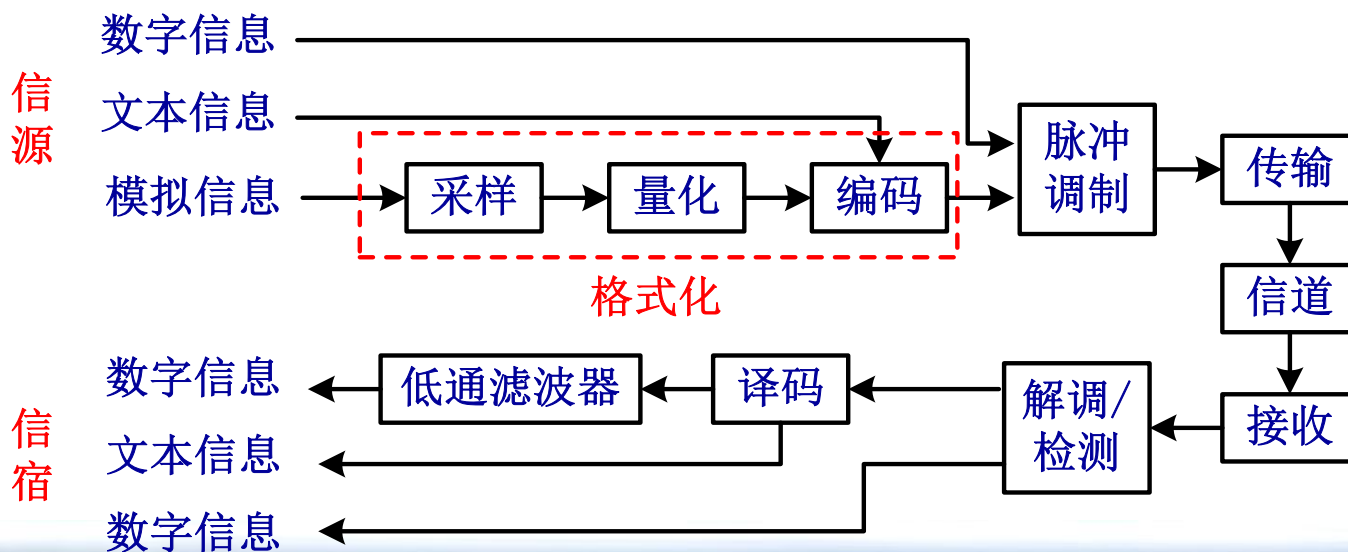 数字信息
文本信息
模拟信息
信源
采样
量化
编码
格式化
脉冲
调制
传输
信道
接收
解调/
检测
译码
低通滤波器
数字信息
文本信息
数字信息
信宿